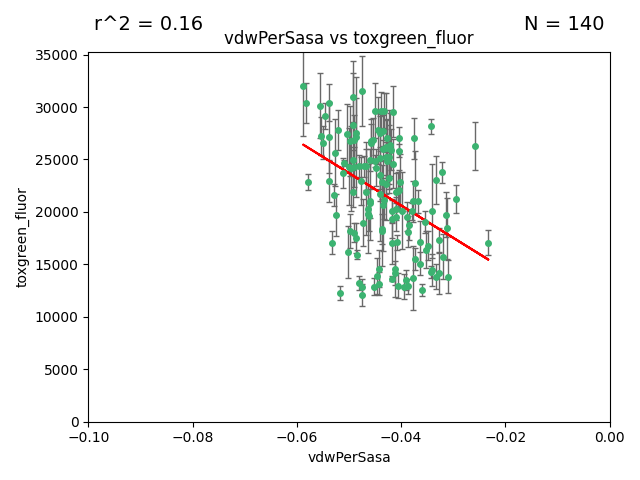 r^2 = 0.16
N = 140
vdwPerSasa vs toxgreen_fluor
35000
30000
25000
20000
15000
10000
5000
0
toxgreen_fluor
−0.10
−0.08
−0.06
−0.04
−0.02
0.00
vdwPerSasa